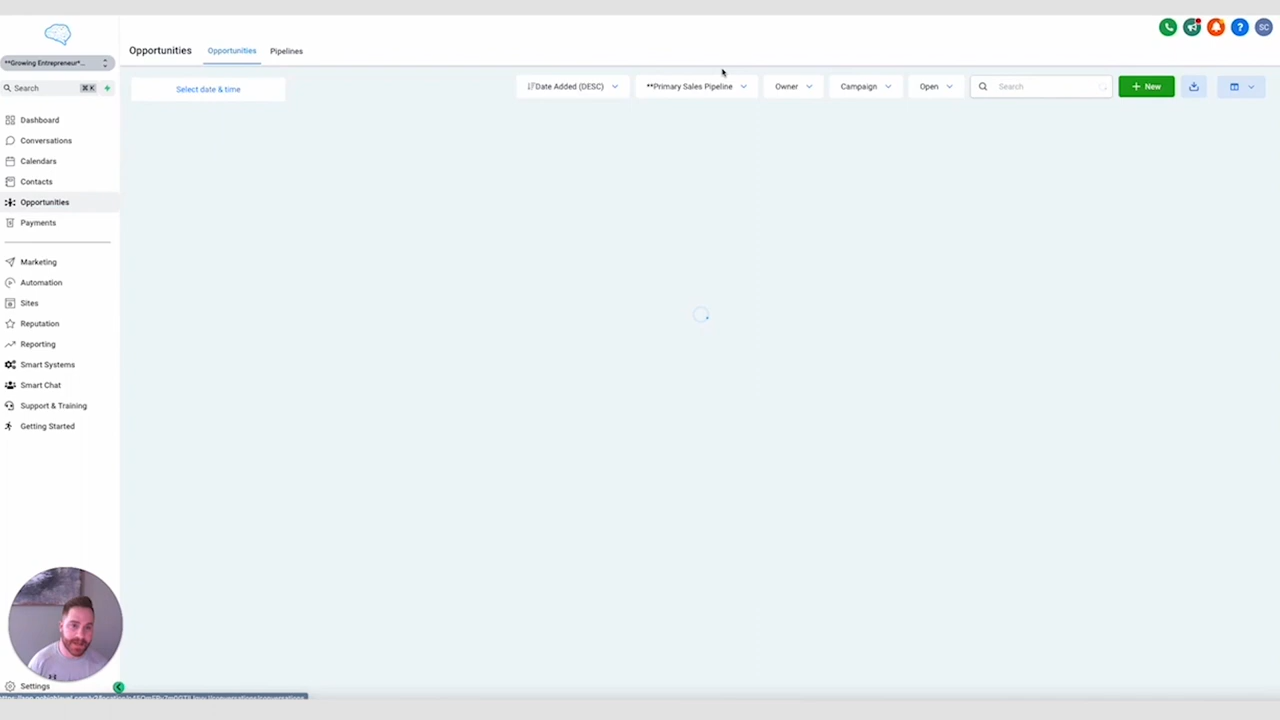 Opportunities
Opportunities
Pipelines
SC
**Growing Entrepreneur*...
Search
⌘K
Select date & time
Date Added (DESC)
**Primary Sales Pipeline
Owner
Campaign
Open
Search
+ New
Dashboard
Conversations
Calendars
Contacts
Opportunities
Payments
Marketing
Automation
Sites
Reputation
Reporting
Smart Systems
Smart Chat
Support & Training
Getting Started
Settings